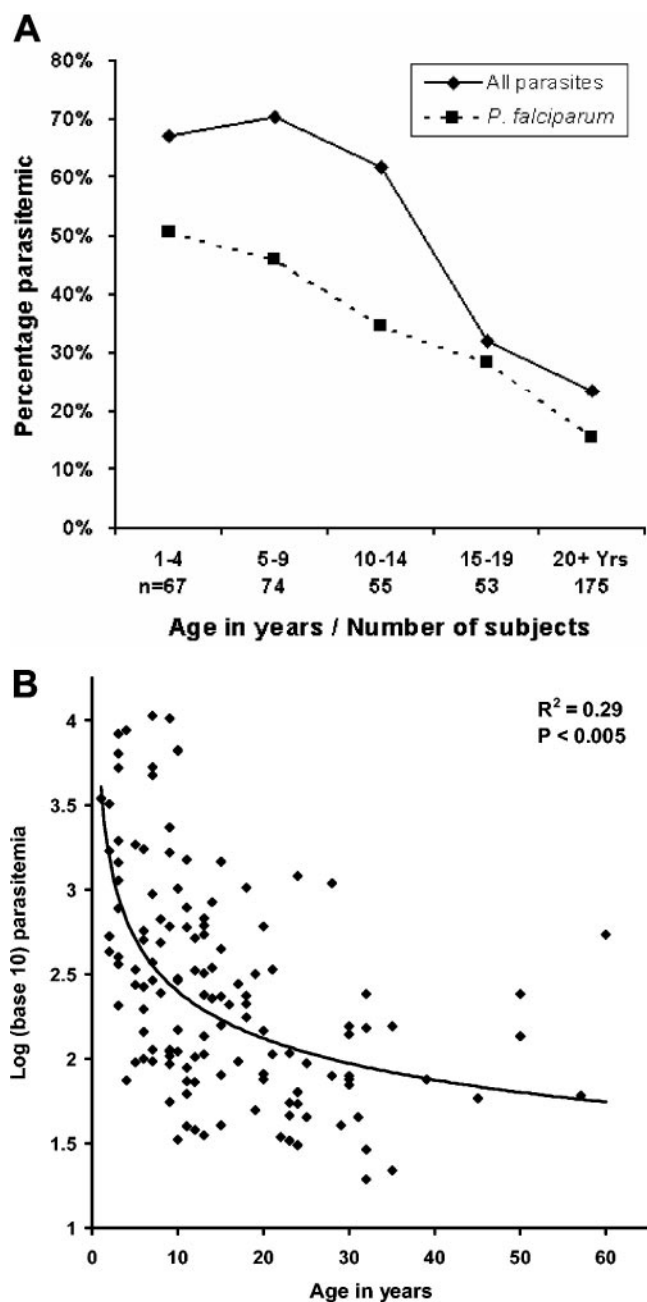 A
All parasites
P. falciparum
Percentage parasitemic
80%
70%
60%
50%
40%
30%
20%
10%
0%
1-4 5-9 10-14 15-19 20+ Yrs
n=67 74 55 53 175
Age in years / Number of subjects
B
R² = 0.29
P < 0.005
Log (base 10) parasitemia
4
3.5
3
2.5
2
1.5
1
0 10 20 30 40 50 60
Age in years